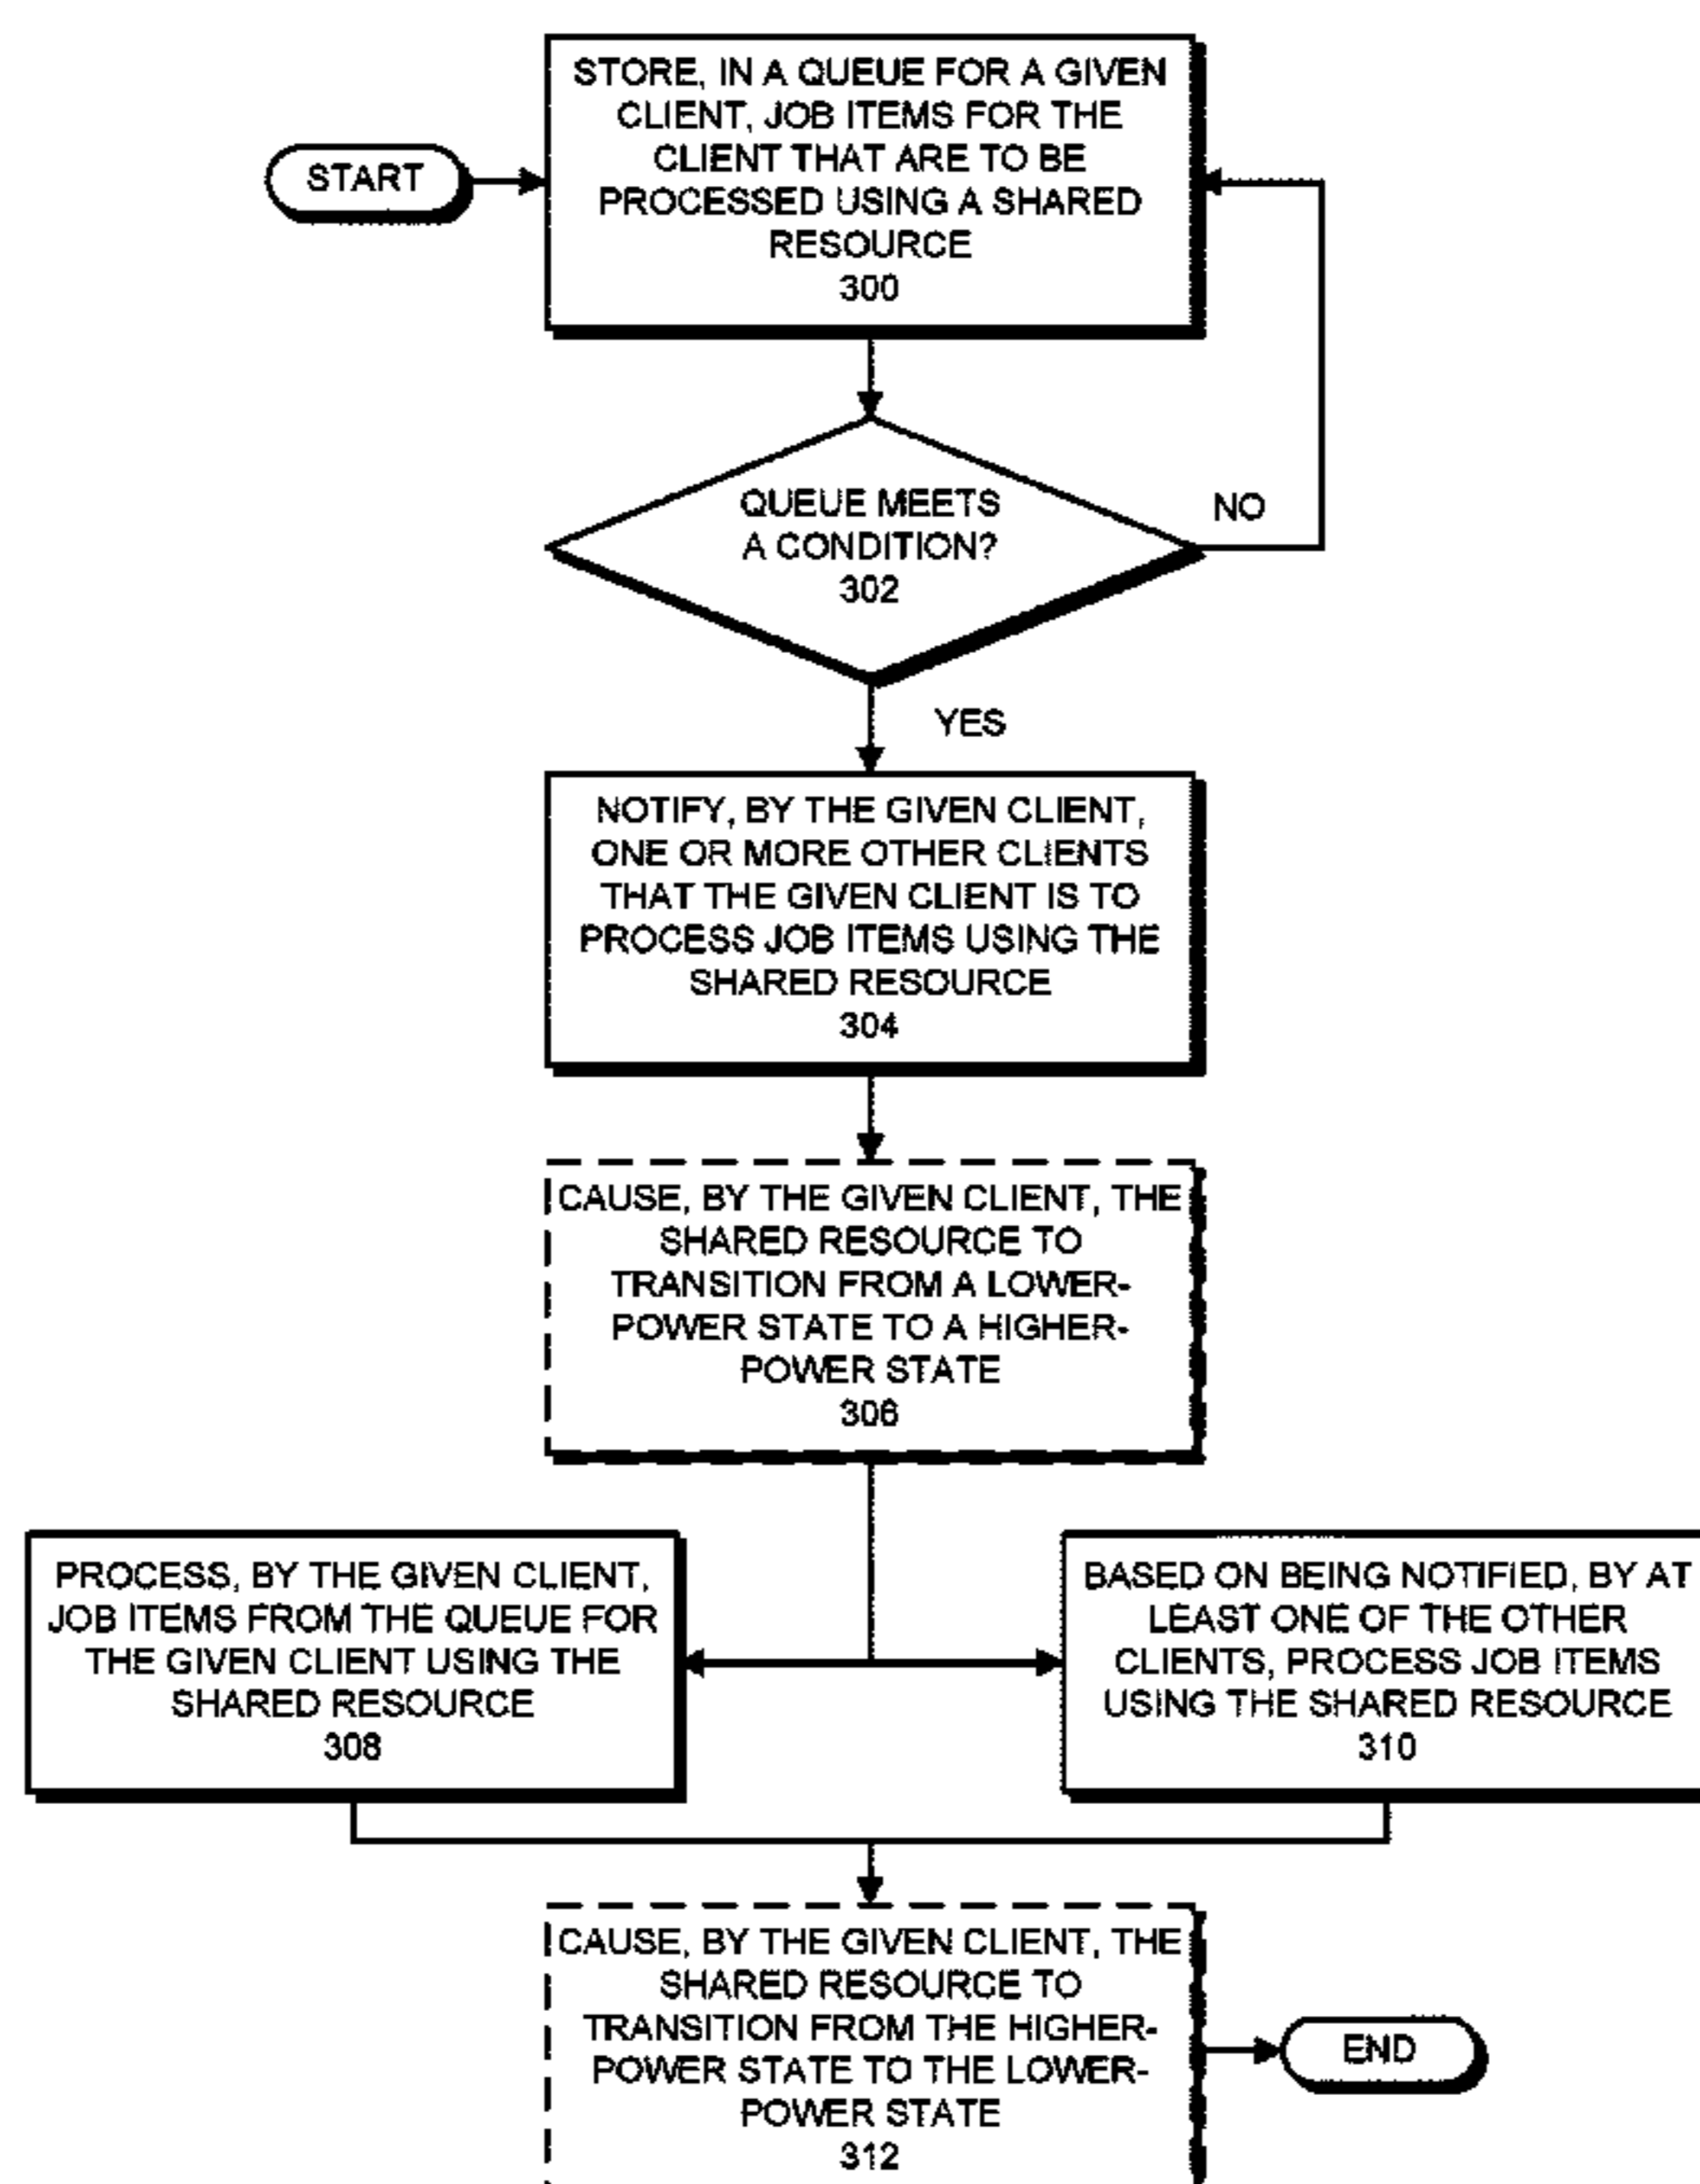 STORE, IN A QUEUE FOR A GIVEN
CLIENT, JOB ITEMS FOR THE
CLIENT THAT ARE TO BE
PROCESSED USING A SHARED
RESOURCE
300
START
QUEUE MEETS
A CONDITION?
302
NO
YES
NOTIFY, BY THE GIVEN CLIENT,
ONE OR MORE OTHER CLIENTS
THAT THE GIVEN CLIENT IS TO
PROCESS JOB ITEMS USING THE
SHARED RESOURCE
304
CAUSE, BY THE GIVEN CLIENT, THE
SHARED RESOURCE TO
TRANSITION FROM A LOWER-
POWER STATE TO A HIGHER-
POWER STATE
306
PROCESS, BY THE GIVEN CLIENT,
JOB ITEMS FROM THE QUEUE FOR
THE GIVEN CLIENT USING THE
SHARED RESOURCE
308
BASED ON BEING NOTIFIED, BY AT
LEAST ONE OF THE OTHER
CLIENTS, PROCESS JOB ITEMS
USING THE SHARED RESOURCE
310
CAUSE, BY THE GIVEN CLIENT, THE
SHARED RESOURCE TO
TRANSITION FROM THE HIGHER-
POWER STATE TO THE LOWER-
POWER STATE
312
END